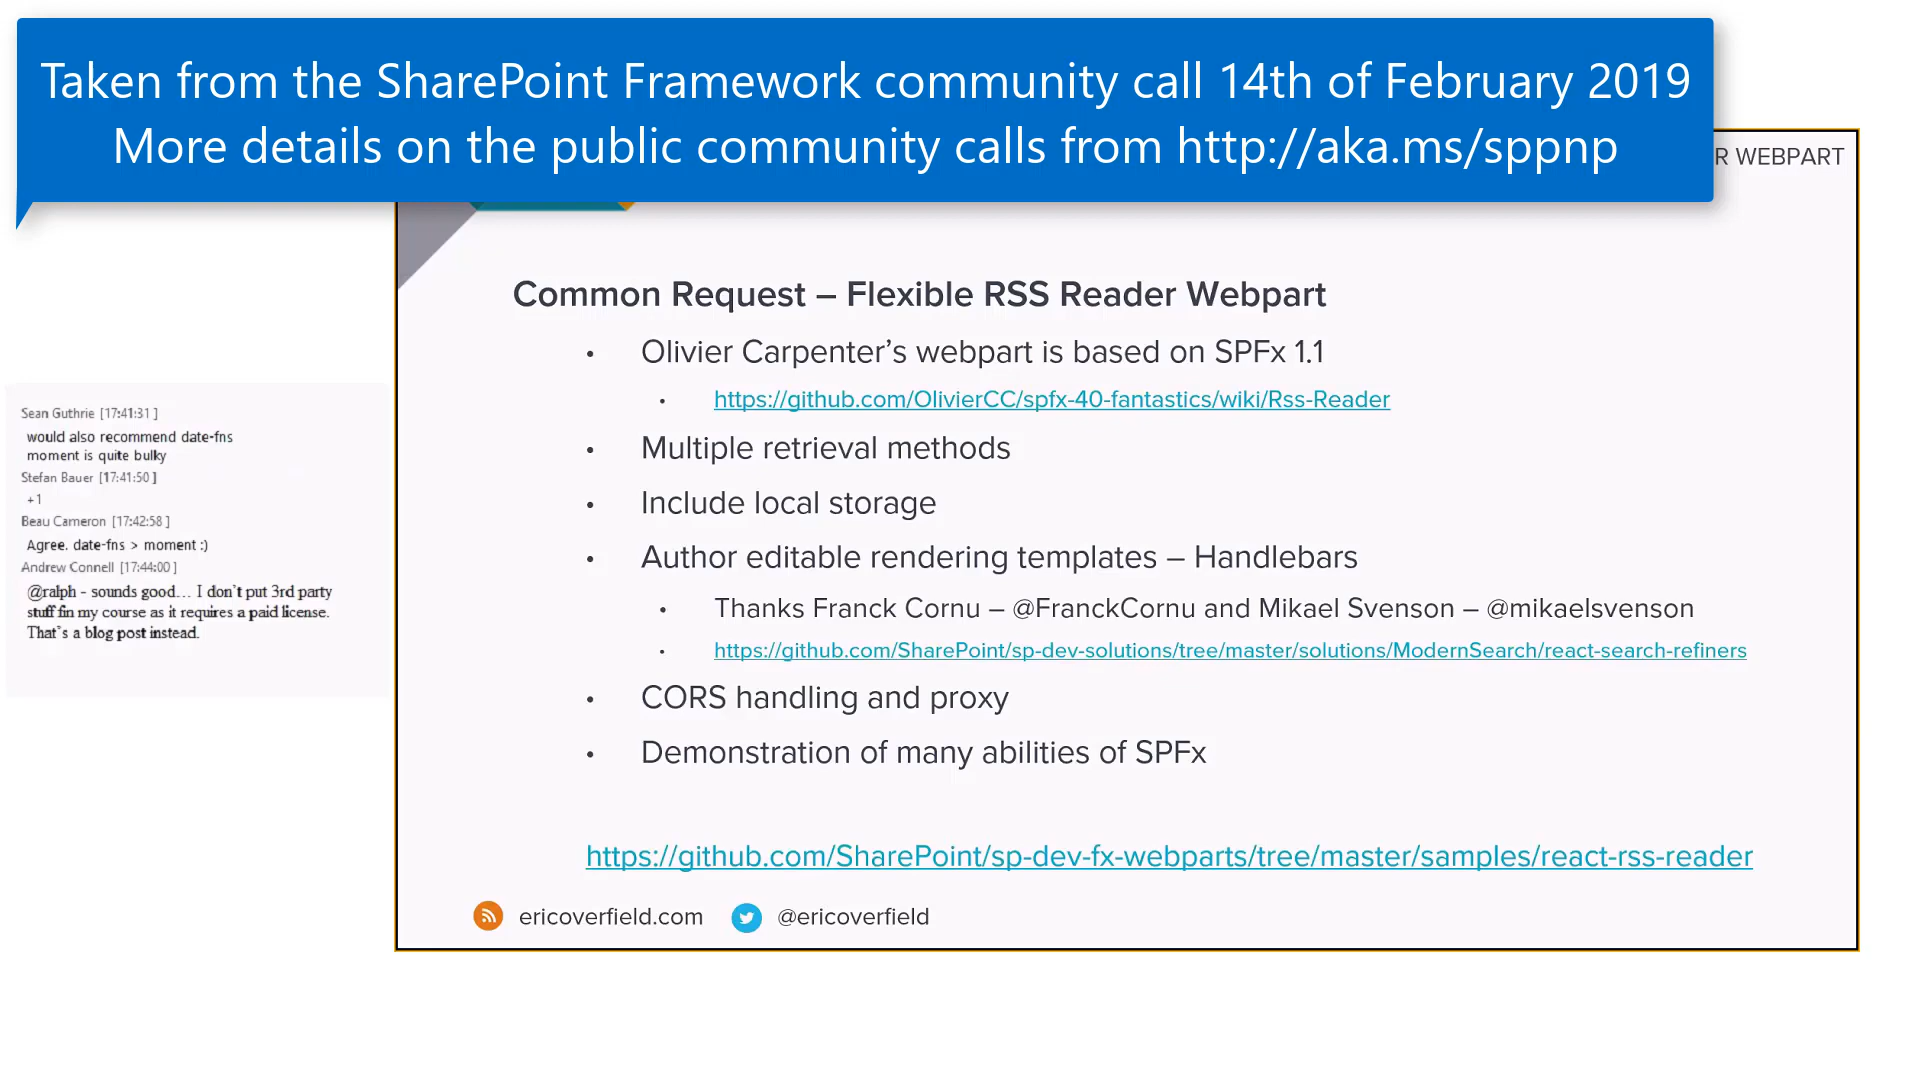 Taken from the SharePoint Framework community call 14th of February 2019
More details on the public community calls from http://aka.ms/sppnp
R WEBPART
Common Request – Flexible RSS Reader Webpart
• Olivier Carpenter's webpart is based on SPFx 1.1
• https://github.com/OlivierCC/spfx-40-fantastics/wiki/Rss-Reader
• Multiple retrieval methods
• Include local storage
• Author editable rendering templates – Handlebars
• Thanks Franck Cornu – @FranckCornu and Mikael Svenson – @mikaelsvenson
• https://github.com/SharePoint/sp-dev-solutions/tree/master/solutions/ModernSearch/react-search-refiners
• CORS handling and proxy
• Demonstration of many abilities of SPFx
https://github.com/SharePoint/sp-dev-fx-webparts/tree/master/samples/react-rss-reader
ericoverfield.com @ericoverfield
Sean Guthrie [17:41:31 ]
would also recommend date-fns
moment is quite bulky
Stefan Bauer [17:41:50 ]
+1
Beau Cameron [17:42:58 ]
Agree. date-fns > moment :)
Andrew Connell [17:44:00 ]
@ralph - sounds good... I don't put 3rd party
stuff fin my course as it requires a paid license.
That's a blog post instead.